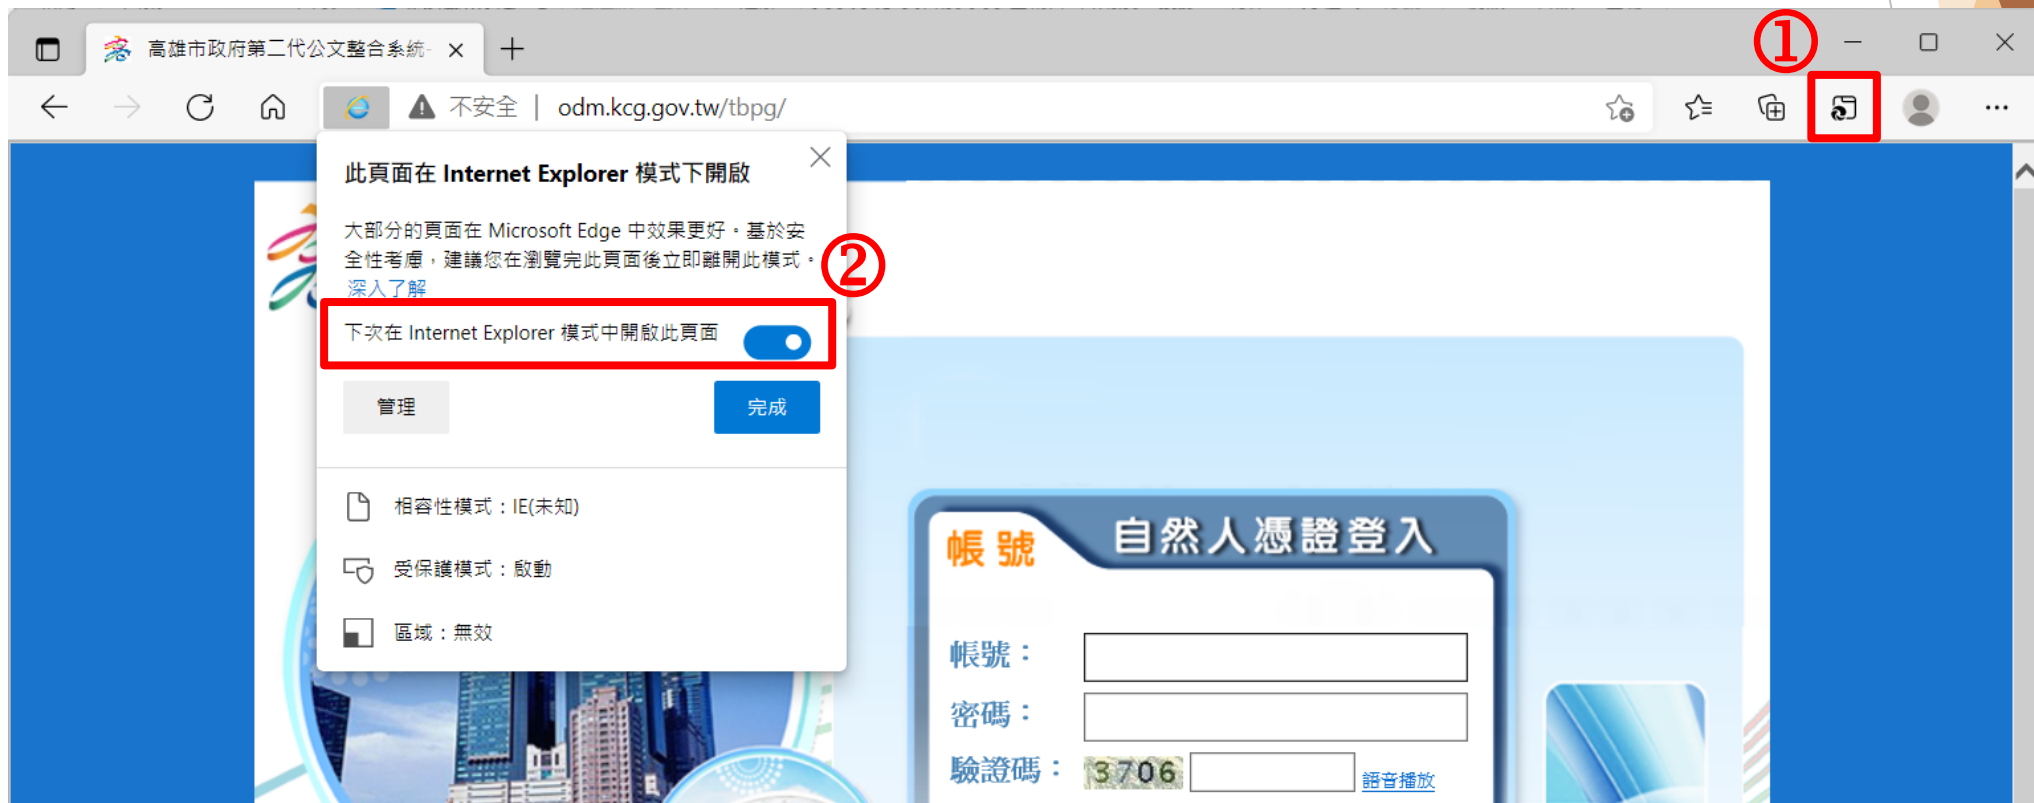 ①
高雄市政府第二代公文整合系統-
不安全 | odm.kcg.gov.tw/tbpg/
此頁面在 Internet Explorer 模式下開啟
大部分的頁面在 Microsoft Edge 中效果更好。基於安
全性考慮，建議您在瀏覽完此頁面後立即離開此模式。
深入了解
②
下次在 Internet Explorer 模式中開啟此頁面
管理
完成
相容性模式：IE(未知)
受保護模式：啟動
區域：無效
帳號
自然人憑證登入
帳號：
密碼：
驗證碼：
3706
語音播放